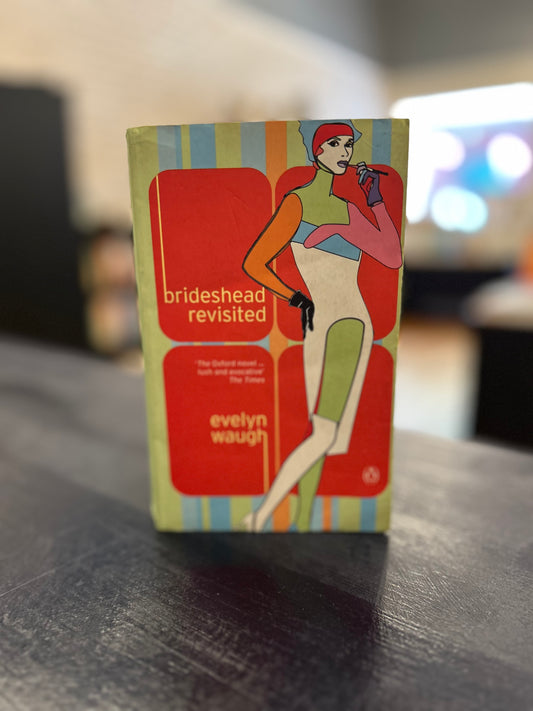 brideshead
revisited
'The Oxford novel ...
lush and evocative'
The Times
evelyn
waugh